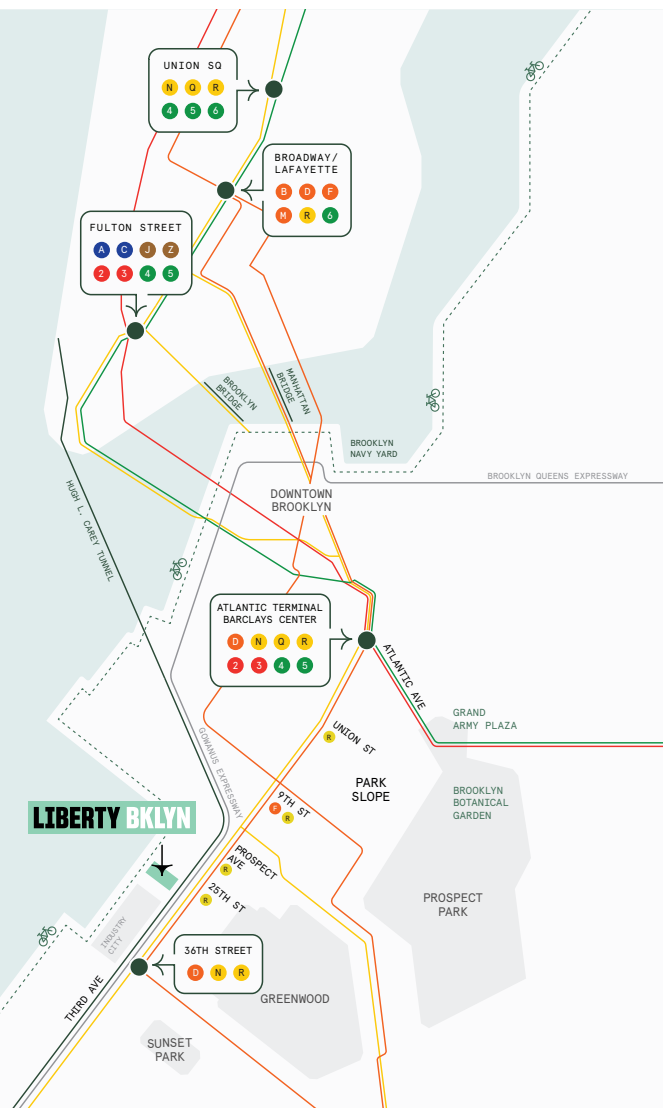 UNION SQ
N Q R
4 5 6
BROADWAY/
LAFAYETTE
B D F
M R 6
FULTON STREET
A C J Z
2 3 4 5
BROOKLYN
BRIDGE
MANHATTAN
BRIDGE
BROOKLYN
NAVY YARD
BROOKLYN QUEENS EXPRESSWAY
DOWNTOWN
BROOKLYN
HUGH L. CAREY TUNNEL
ATLANTIC TERMINAL
BARCLAYS CENTER
D N Q R
2 3 4 5
ATLANTIC AVE
GRAND
ARMY PLAZA
UNION ST
R
GOWANUS EXPRESSWAY
PARK
SLOPE
BROOKLYN
BOTANICAL
GARDEN
9TH ST
F R
LIBERTY BKLYN
PROSPECT
AVE
R
25TH ST
R
PROSPECT
PARK
INDUSTRY
CITY
36TH STREET
D N R
THIRD AVE
GREENWOOD
SUNSET
PARK